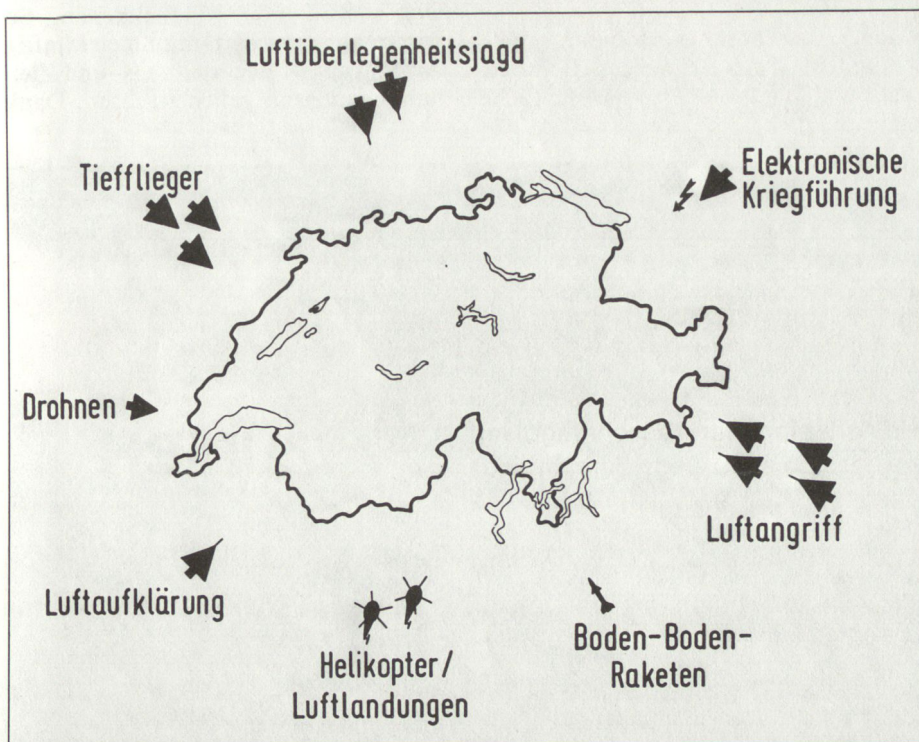 Luftüberlegenheitsjagd
Tiefflieger
Elektronische
Kriegführung
Drohnen
Luftangriff
Luftaufklärung
Helikopter/
Luftlandungen
Boden-Boden-
Raketen